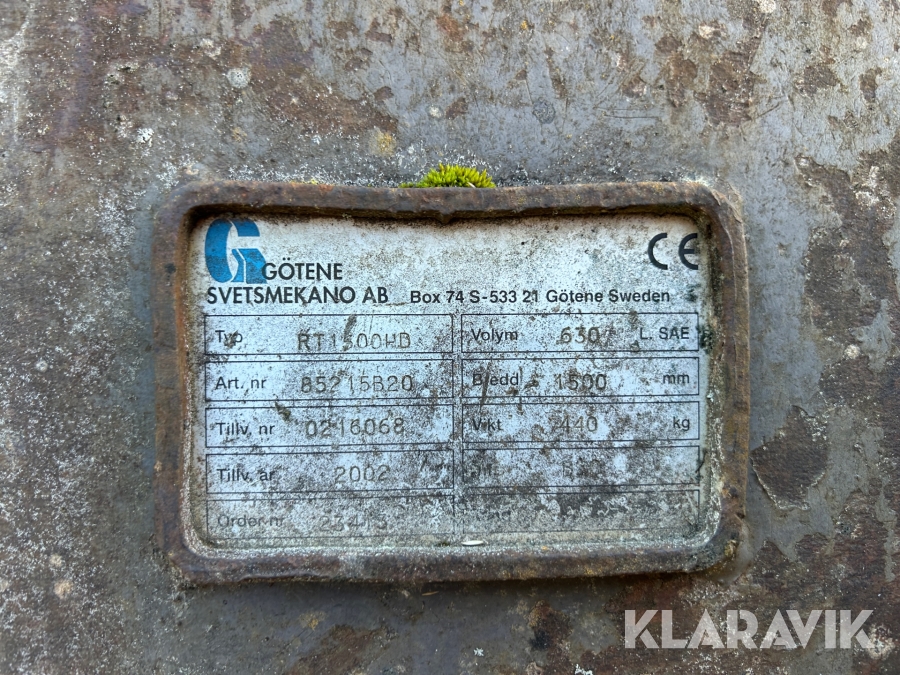 GÖTENE
SVETSMEKANO AB Box 74 S-533 21 Götene Sweden
CE
Typ RT1500HD Volym 630 L. SAE
Art. nr 85215B20 Bredd 1500 mm
Tillv. nr 0216068 Vikt 440 kg
Tillv. år 2002
Order-nr
KLARAVIK